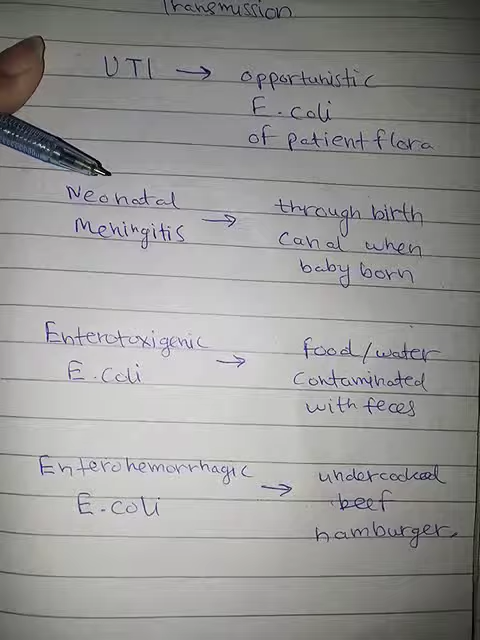 Transmission
UTI → opportunistic
E.coli
of patient flora
Neonatal → through birth
Meningitis canal when
baby born
Enterotoxigenic → food/water
E.coli contaminated
with feces
Enterohemorrhagic → undercooked
E.coli beef
hamburger.